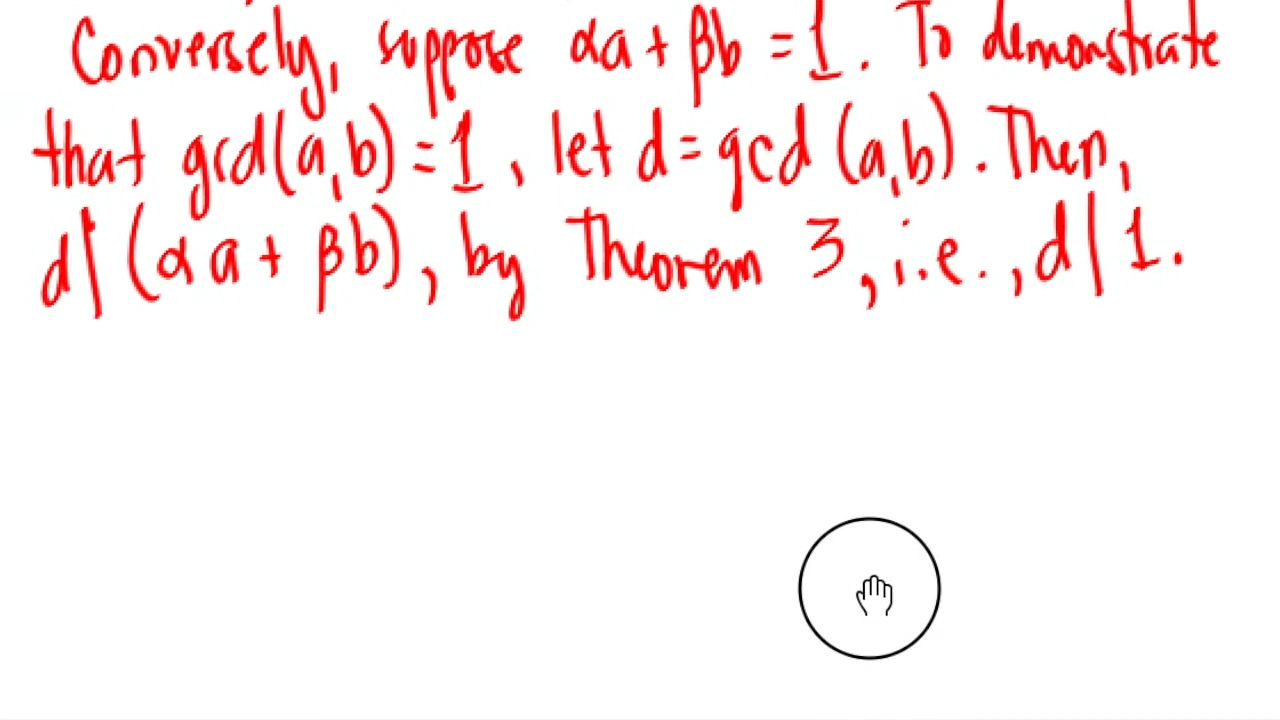 Conversely, suppose αa + βb = 1. To demonstrate
that gcd(a,b) = 1, let d = gcd (a,b). Then,
d|(αa + βb), by Theorem 3, i.e., d|1.